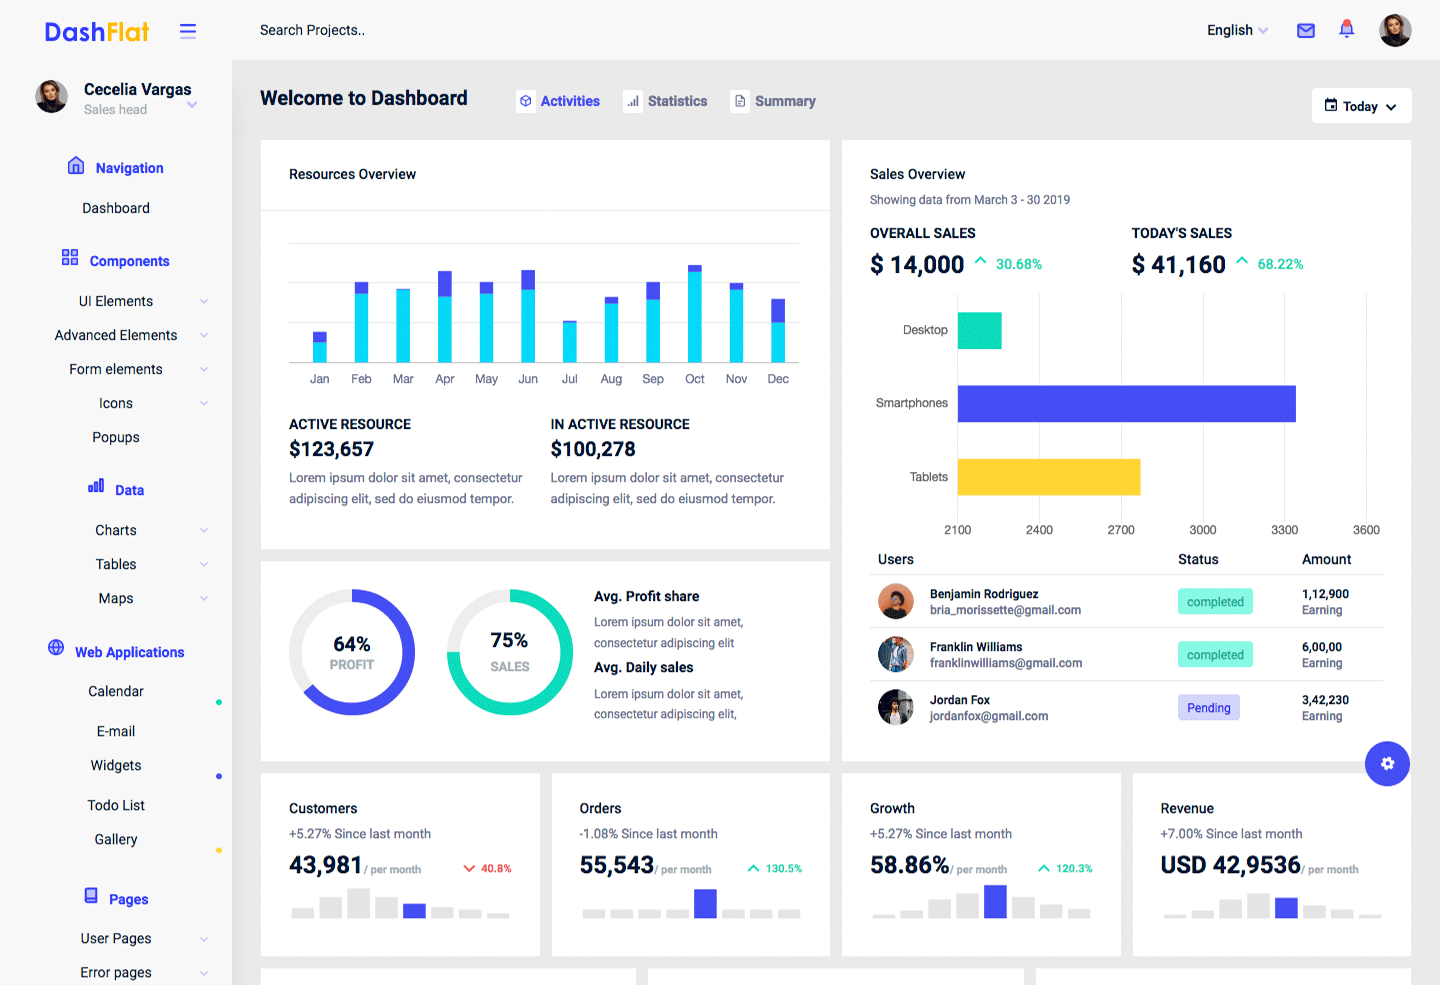 DashFlat
Search Projects..
English
Cecelia Vargas
Sales head
Navigation
Dashboard
Components
UI Elements
Advanced Elements
Form elements
Icons
Popups
Data
Charts
Tables
Maps
Web Applications
Calendar
E-mail
Widgets
Todo List
Gallery
Pages
User Pages
Error pages
Welcome to Dashboard
Activities
Statistics
Summary
Today
Resources Overview
Jan Feb Mar Apr May Jun Jul Aug Sep Oct Nov Dec
ACTIVE RESOURCE
$123,657
Lorem ipsum dolor sit amet, consectetur
adipiscing elit, sed do eiusmod tempor.
IN ACTIVE RESOURCE
$100,278
Lorem ipsum dolor sit amet, consectetur
adipiscing elit, sed do eiusmod tempor.
Sales Overview
Showing data from March 3 - 30 2019
OVERALL SALES
$ 14,000 30.68%
TODAY'S SALES
$ 41,160 68.22%
Desktop
Smartphones
Tablets
2100 2400 2700 3000 3300 3600
Users Status Amount
Benjamin Rodriguez
bria_morissette@gmail.com
completed
1,12,900
Earning
Franklin Williams
franklinwilliams@gmail.com
completed
6,00,00
Earning
Jordan Fox
jordanfox@gmail.com
Pending
3,42,230
Earning
64%
PROFIT
75%
SALES
Avg. Profit share
Lorem ipsum dolor sit amet,
consectetur adipiscing elit
Avg. Daily sales
Lorem ipsum dolor sit amet,
consectetur adipiscing elit,
Customers
+5.27% Since last month
43,981/ per month 40.8%
Orders
-1.08% Since last month
55,543/ per month 130.5%
Growth
+5.27% Since last month
58.86%/ per month 120.3%
Revenue
+7.00% Since last month
USD 42,9536/ per month